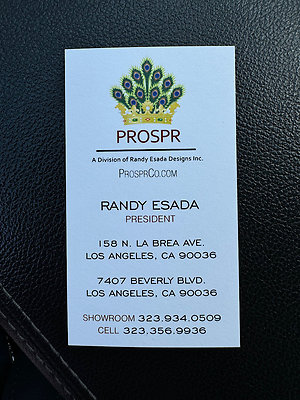 PROSPR
A Division of Randy Esada Designs Inc.
PROSPRCO.COM
RANDY ESADA
PRESIDENT
158 N. LA BREA AVE.
LOS ANGELES, CA 90036
7407 BEVERLY BLVD.
LOS ANGELES, CA 90036
SHOWROOM 323.934.0509
CELL 323.356.9936